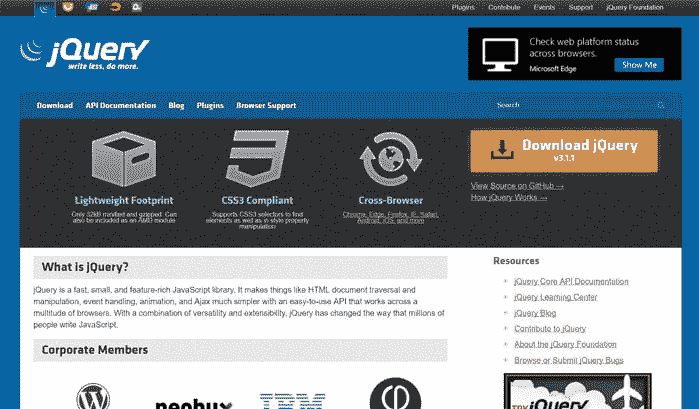 Plugins Contribute Events Support jQuery Foundation
jQuery
write less, do more.
Check web platform status
across browsers.
Microsoft Edge
Show Me
Download API Documentation Blog Plugins Browser Support
Search
Lightweight Footprint
Only 32kB minified and gzipped. Can
also be included as an AMD module
CSS3 Compliant
Supports CSS3 selectors to find
elements as well as in style property
manipulation
Cross-Browser
Chrome, Edge, Firefox, IE, Safari,
Android, iOS, and more
Download jQuery
v3.1.1
View Source on GitHub →
How jQuery Works →
What is jQuery?
jQuery is a fast, small, and feature-rich JavaScript library. It makes things like HTML document traversal and
manipulation, event handling, animation, and Ajax much simpler with an easy-to-use API that works across a
multitude of browsers. With a combination of versatility and extensibility, jQuery has changed the way that millions of
people write JavaScript.
Resources
jQuery Core API Documentation
jQuery Learning Center
jQuery Blog
Contribute to jQuery
About the jQuery Foundation
Browse or Submit jQuery Bugs
Corporate Members
neobux
IBM
TRY jQuery